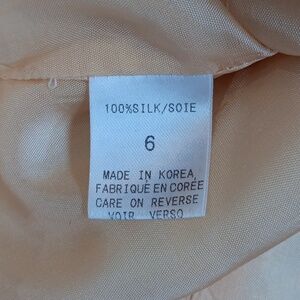 100%SILK/SOIE
6
MADE IN KOREA
FABRIQUÉ EN CORÉE
CARE ON REVERSE
VOIR VERSO